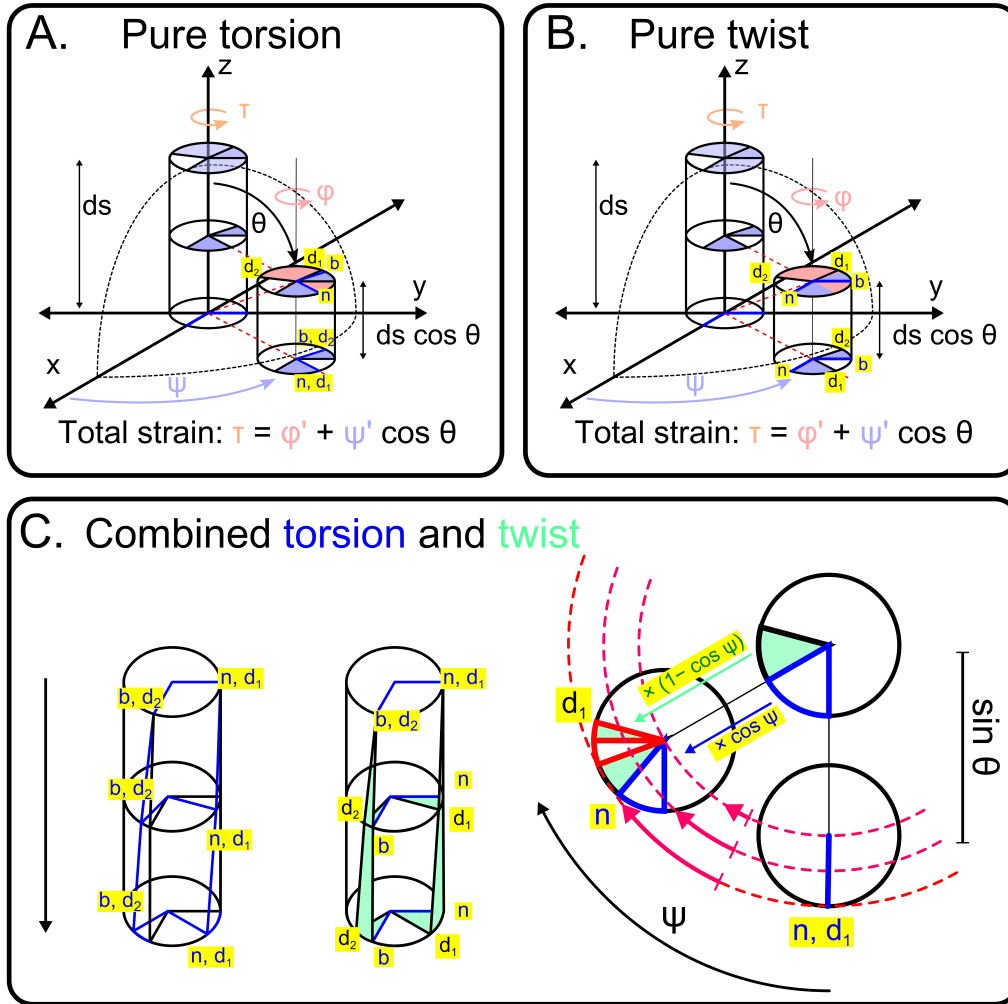 A. Pure torsion
z
τ
φ
ds
θ
d₁
d₂
b
n
y
b, d₂
ds cos θ
x
n, d₁
ψ
Total strain: τ = φ' + ψ' cos θ
B. Pure twist
z
τ
φ
ds
θ
d₁
d₂
b
n
y
d₂
ds cos θ
x
n
b
d₁
ψ
Total strain: τ = φ' + ψ' cos θ
C. Combined torsion and twist
n, d₁
b, d₂
b, d₂
n, d₁
b, d₂
n, d₁
n, d₁
b, d₂
n
d₂
d₁
b
n
d₂
d₁
b
× (1− cos ψ)
d₁
× cos ψ
sin θ
n
ψ
n, d₁